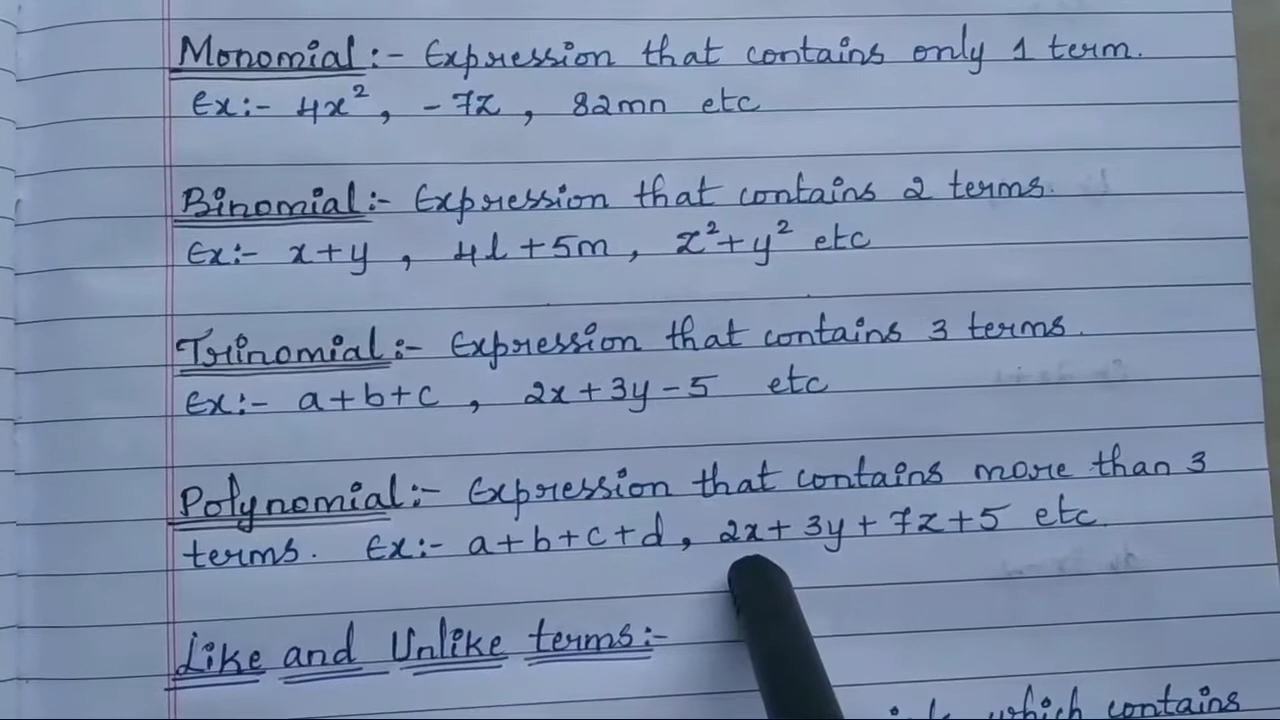 Monomial :- Expression that contains only 1 term.
Ex:- 4x², -7z, 82mn etc
Binomial:- Expression that contains 2 terms.
Ex:- x+y, 4l+5m, z²+y² etc
Trinomial:- Expression that contains 3 terms.
Ex:- a+b+c, 2x+3y-5 etc
Polynomial:- Expression that contains more than 3
terms. Ex:- a+b+c+d, 2x+3y+7z+5 etc.
Like and Unlike terms:-
which contains